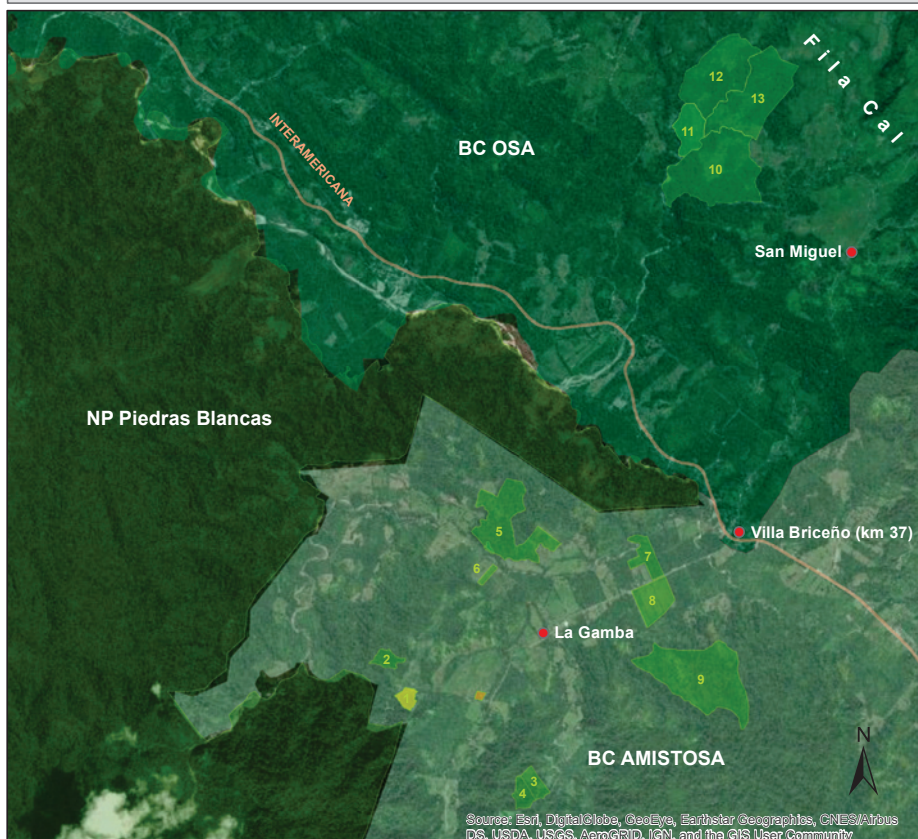 Fila Cal
12
13
11
INTERAMERICANA
BC OSA
10
San Miguel
NP Piedras Blancas
5
Villa Briceño (km 37)
7
6
8
La Gamba
2
9
1
N
BC AMISTOSA
3
4
Source: Esri, DigitalGlobe, GeoEye, Earthstar Geographics, CNES/Airbus
DS, USDA, USGS, AeroGRID, IGN, and the GIS User Community